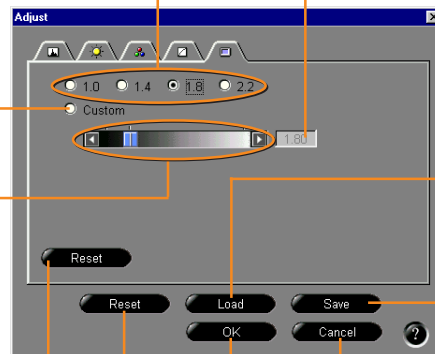 Adjust
1.0 1.4 1.8 2.2
Custom
1.80
Reset
Reset Load Save
OK Cancel ?